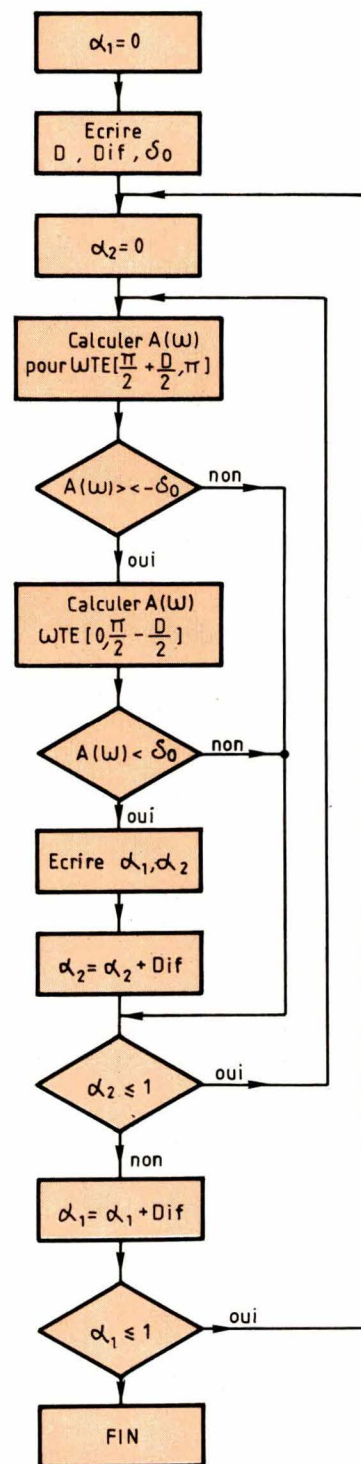 α₁=0
Ecrire
D , Dif , δ₀
α₂=0
Calculer A(ω)
pour ωTE[π/2 + D/2, π]
A(ω)><-δ₀
non
oui
Calculer A(ω)
ωTE[0, π/2 - D/2]
A(ω)<δ₀
non
oui
Ecrire α₁,α₂
α₂=α₂+Dif
α₂≤1
oui
non
α₁=α₁+Dif
α₁≤1
oui
FIN